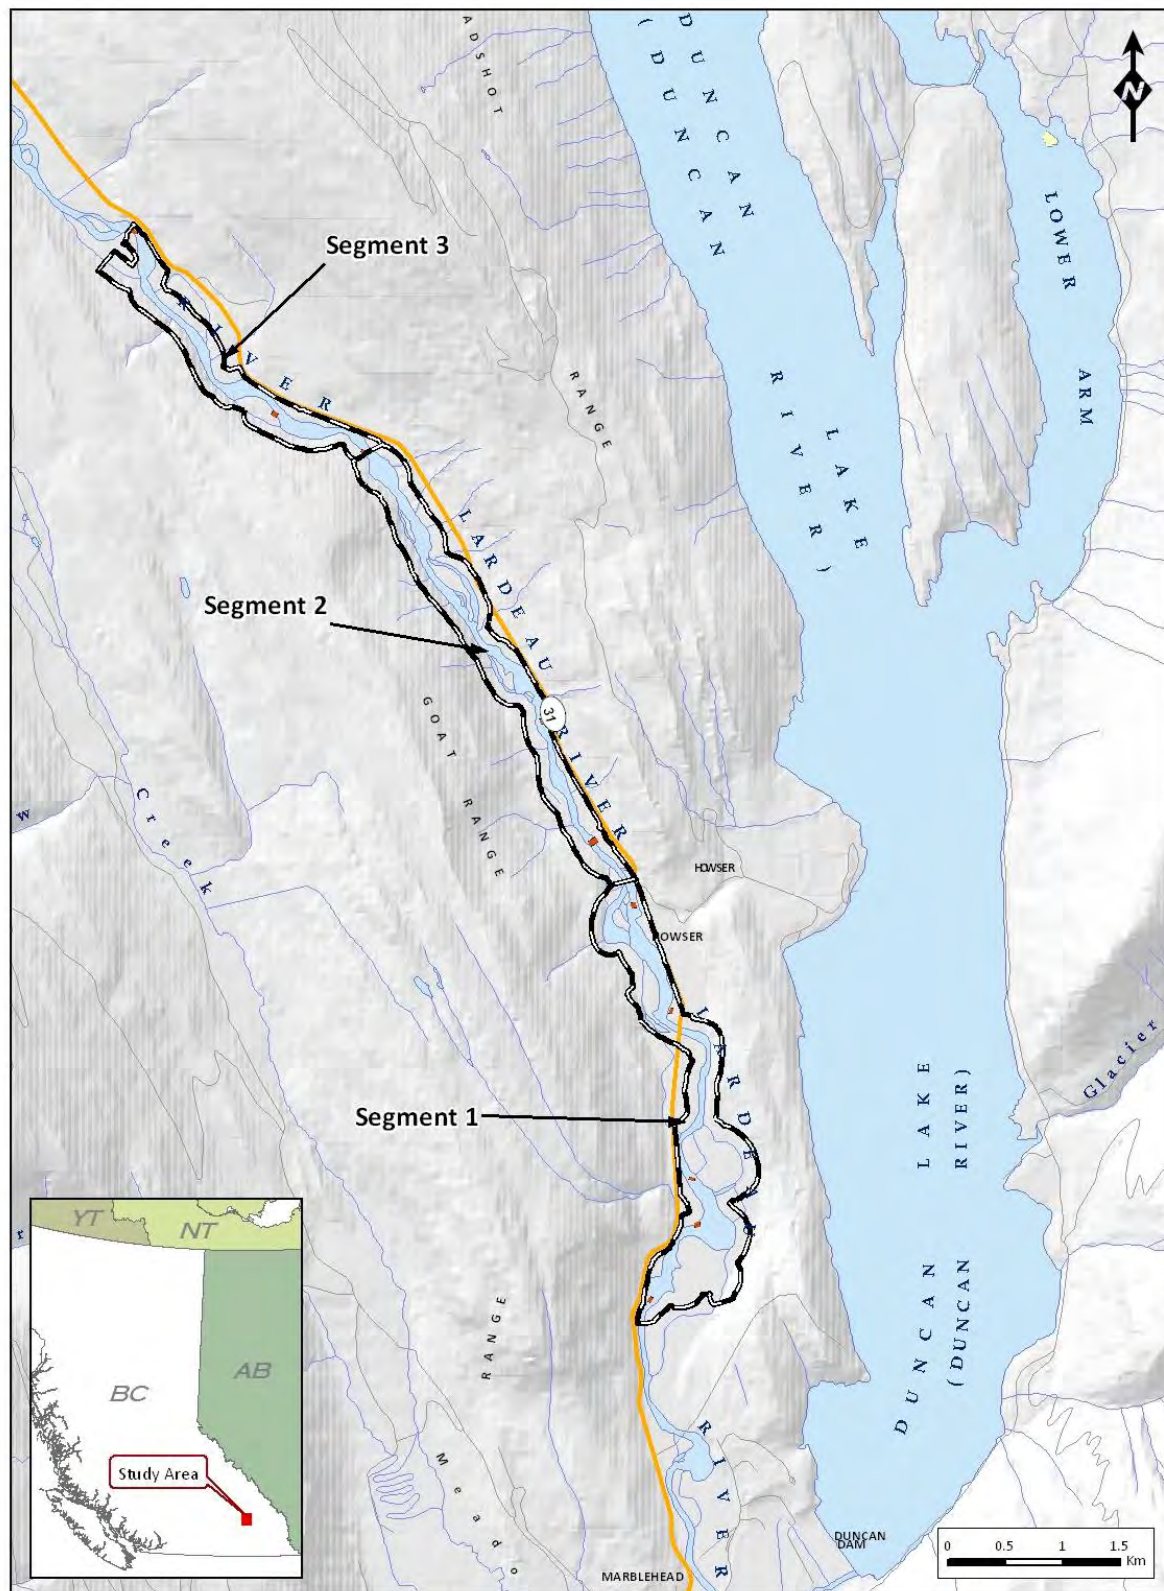 ADSHOT
DUNCAN
(DUNCAN
N
LOWER
ARM
Segment 3
RIVER
RANGE
LAKE
RIVER)
LARDEAU
Segment 2
31
RIVER
GOAT
RANGE
Creek
w
HOWSER
HOWSER
LARDEAU
Glacier
LAKE
RIVER)
Segment 1
DUNCAN
(DUNCAN
r
RANGE
YT
NT
BC
AB
Study Area
Meado
RIVER
DUNCAN
DAM
MARBLEHEAD
0 0.5 1 1.5
Km